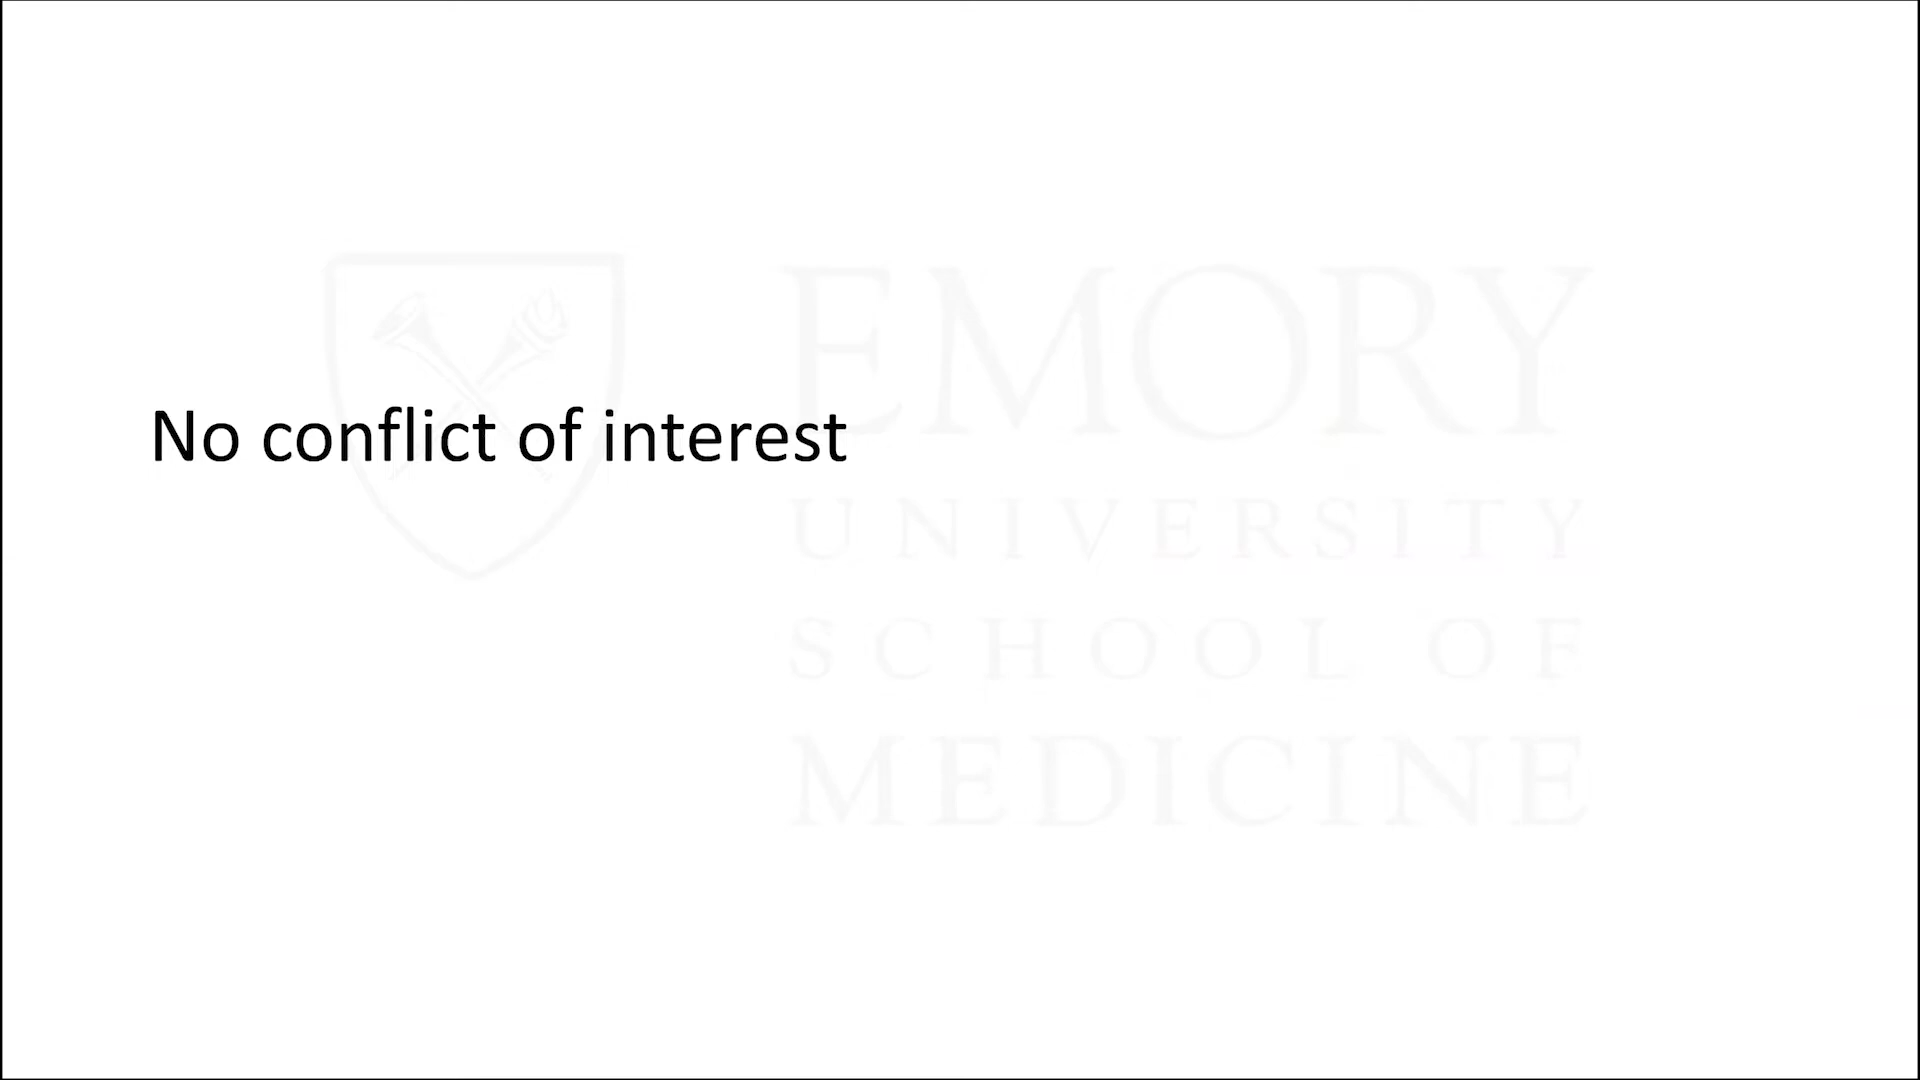 No conflict of interest
EMORY
UNIVERSITY
SCHOOL OF
MEDICINE